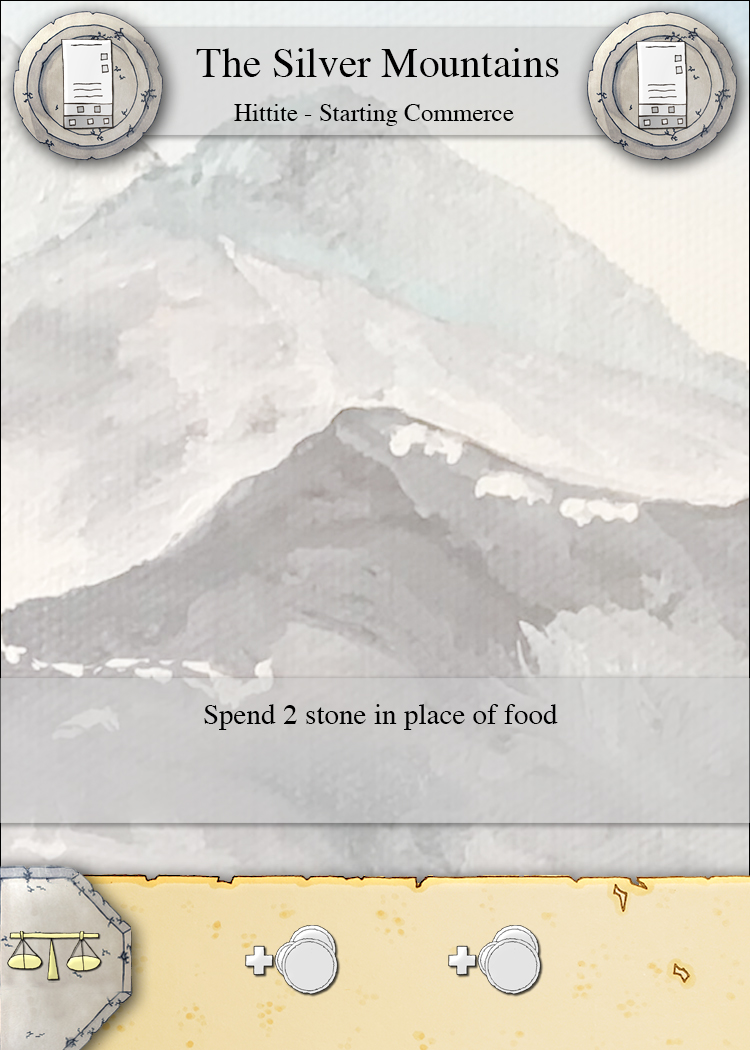 The Silver Mountains
Hittite - Starting Commerce
Spend 2 stone in place of food